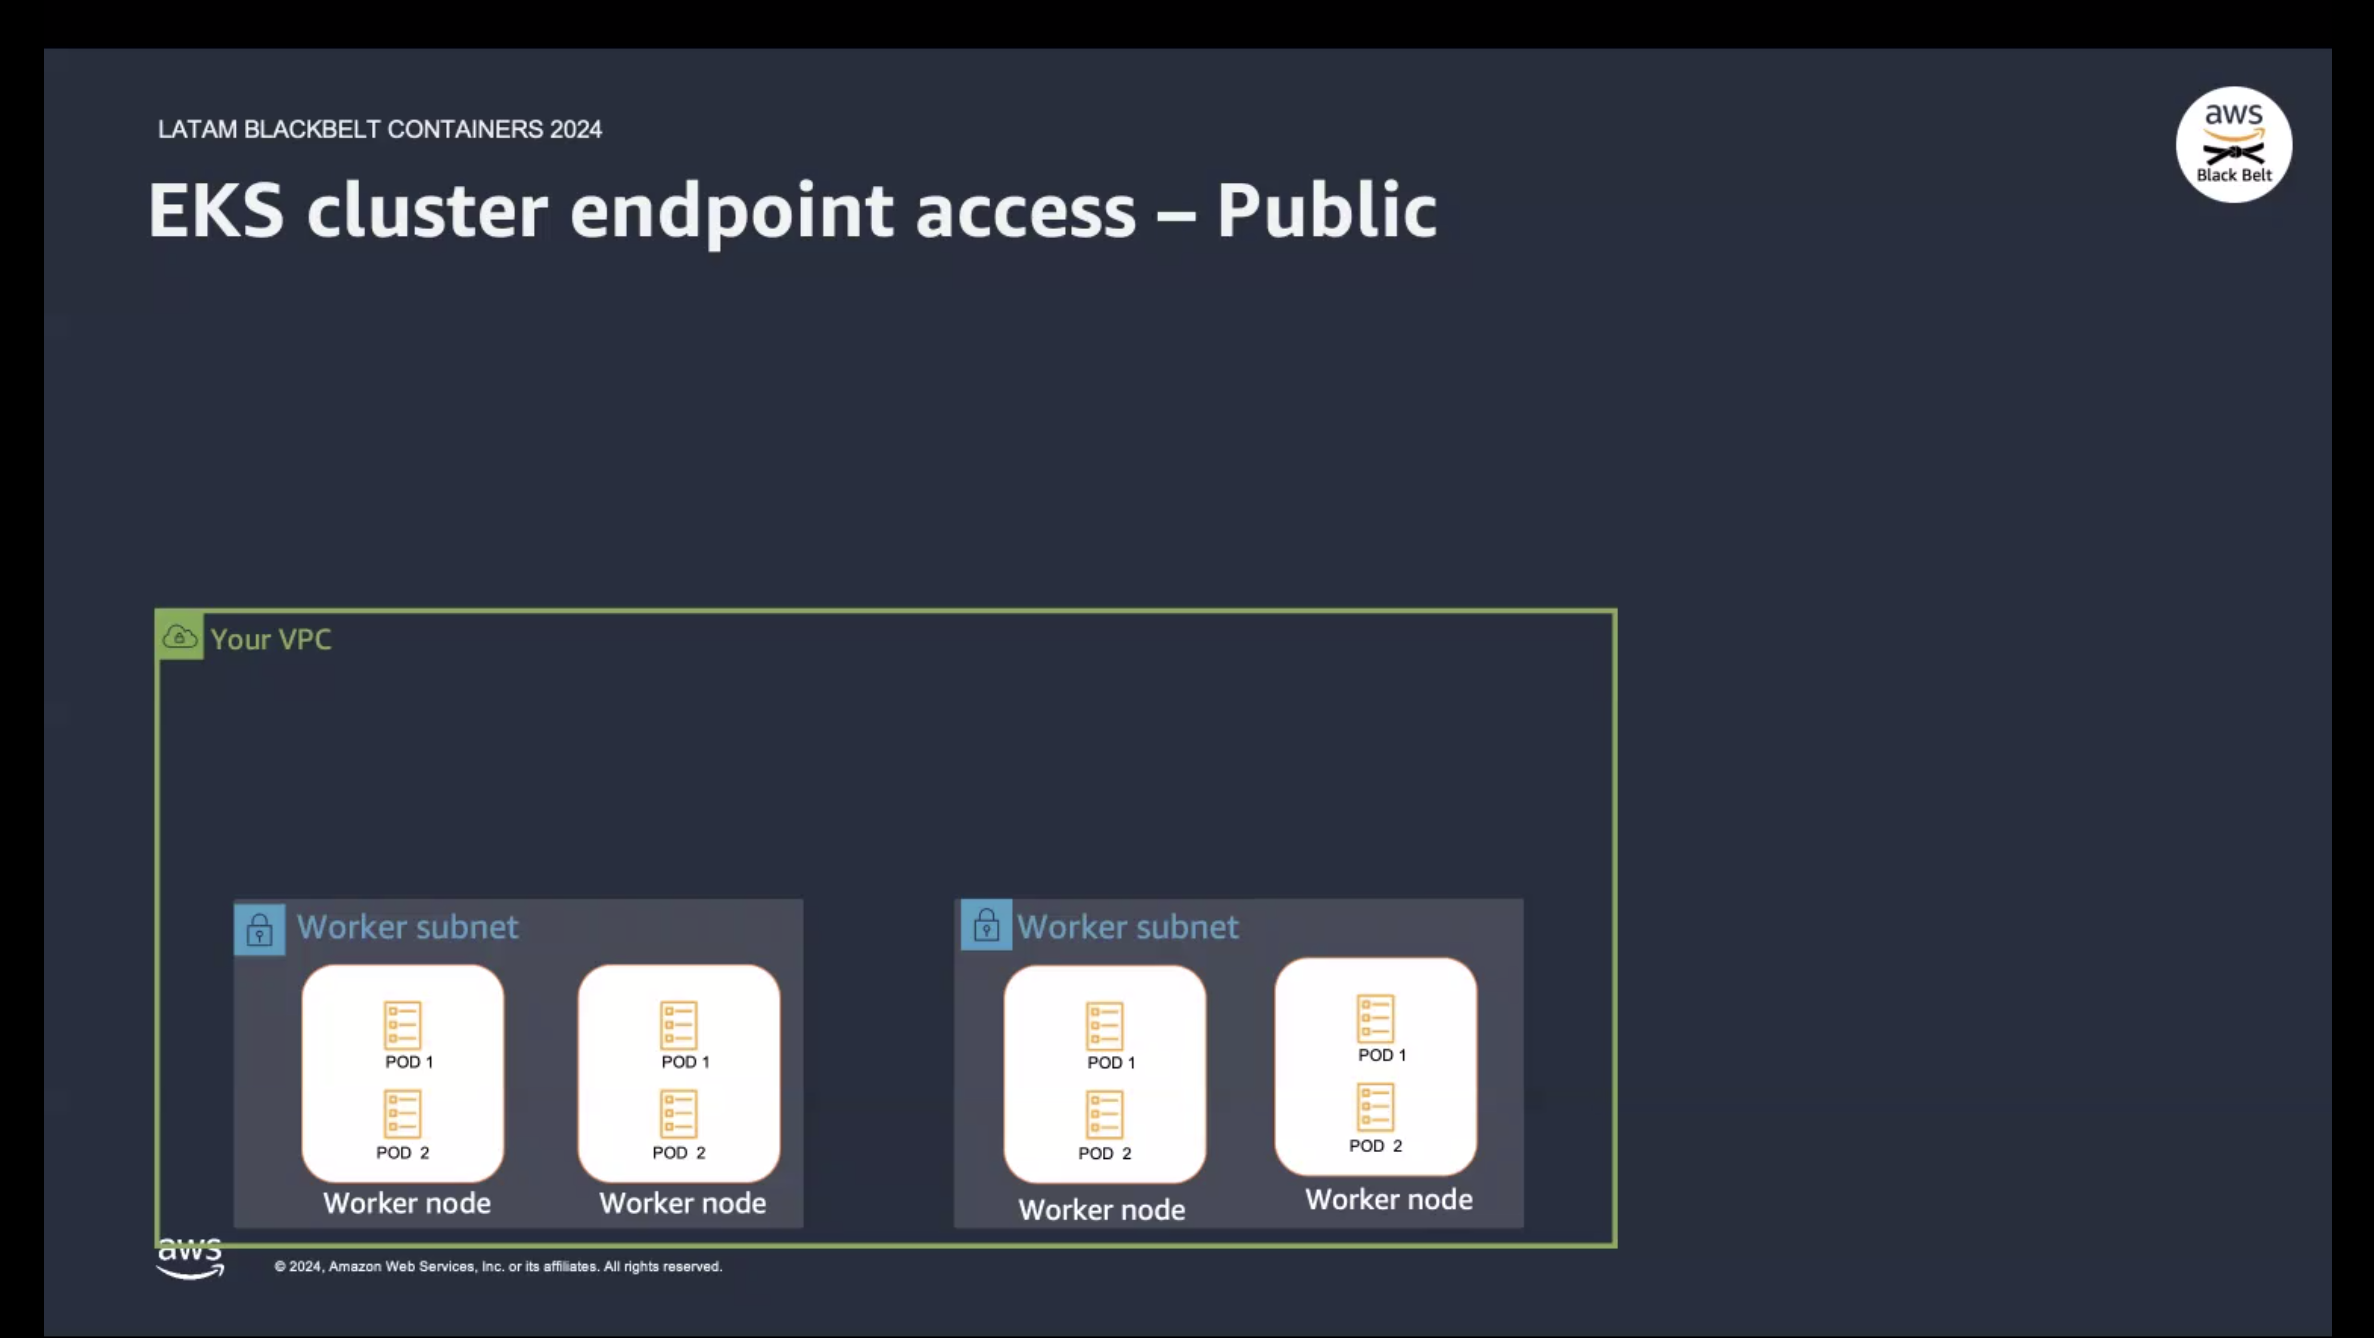 LATAM BLACKBELT CONTAINERS 2024
aws
Black Belt
EKS cluster endpoint access – Public
Your VPC
Worker subnet
POD 1
POD 2
Worker node
POD 1
POD 2
Worker node
Worker subnet
POD 1
POD 2
Worker node
POD 1
POD 2
Worker node
aws
© 2024, Amazon Web Services, Inc. or its affiliates. All rights reserved.